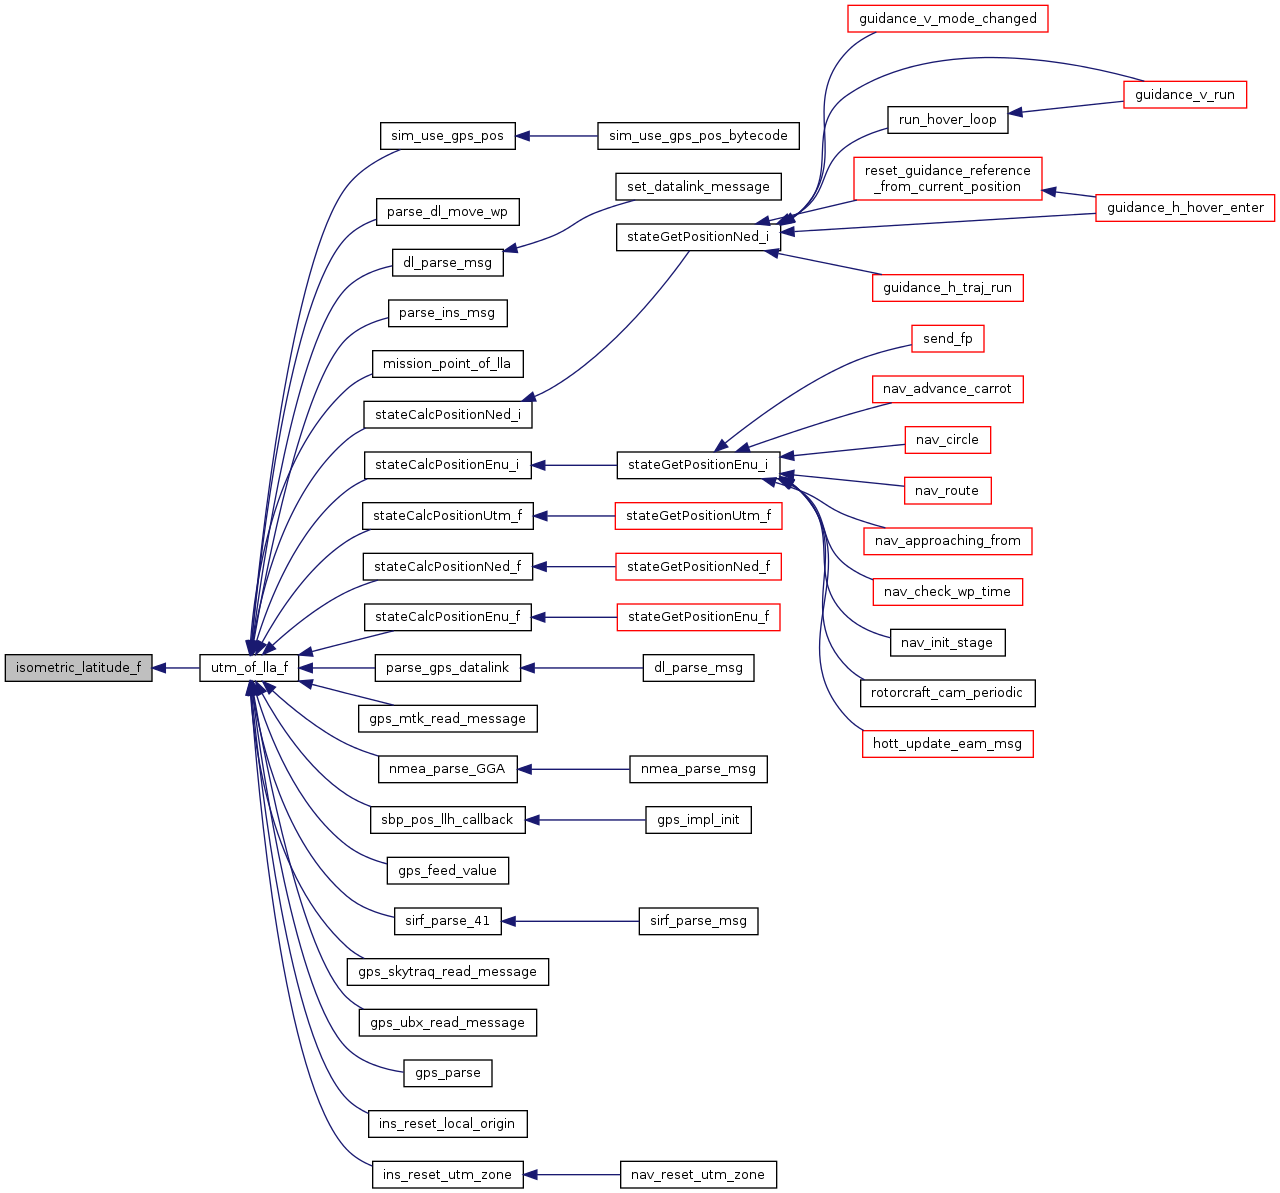 guidance_v_mode_changed
guidance_v_run
run_hover_loop
sim_use_gps_pos
sim_use_gps_pos_bytecode
reset_guidance_reference
_from_current_position
set_datalink_message
parse_dl_move_wp
guidance_h_hover_enter
stateGetPositionNed_i
dl_parse_msg
guidance_h_traj_run
parse_ins_msg
send_fp
mission_point_of_lla
nav_advance_carrot
stateCalcPositionNed_i
nav_circle
stateCalcPositionEnu_i
stateGetPositionEnu_i
nav_route
stateCalcPositionUtm_f
stateGetPositionUtm_f
nav_approaching_from
stateCalcPositionNed_f
stateGetPositionNed_f
nav_check_wp_time
stateCalcPositionEnu_f
stateGetPositionEnu_f
nav_init_stage
isometric_latitude_f
utm_of_lla_f
parse_gps_datalink
dl_parse_msg
rotorcraft_cam_periodic
gps_mtk_read_message
hott_update_eam_msg
nmea_parse_GGA
nmea_parse_msg
sbp_pos_llh_callback
gps_impl_init
gps_feed_value
sirf_parse_41
sirf_parse_msg
gps_skytraq_read_message
gps_ubx_read_message
gps_parse
ins_reset_local_origin
ins_reset_utm_zone
nav_reset_utm_zone